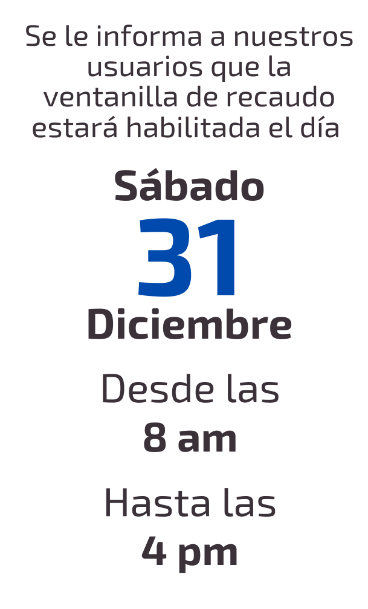 Se le informa a nuestros
usuarios que la
ventanilla de recaudo
estará habilitada el día
Sábado
31
Diciembre
Desde las
8 am
Hasta las
4 pm